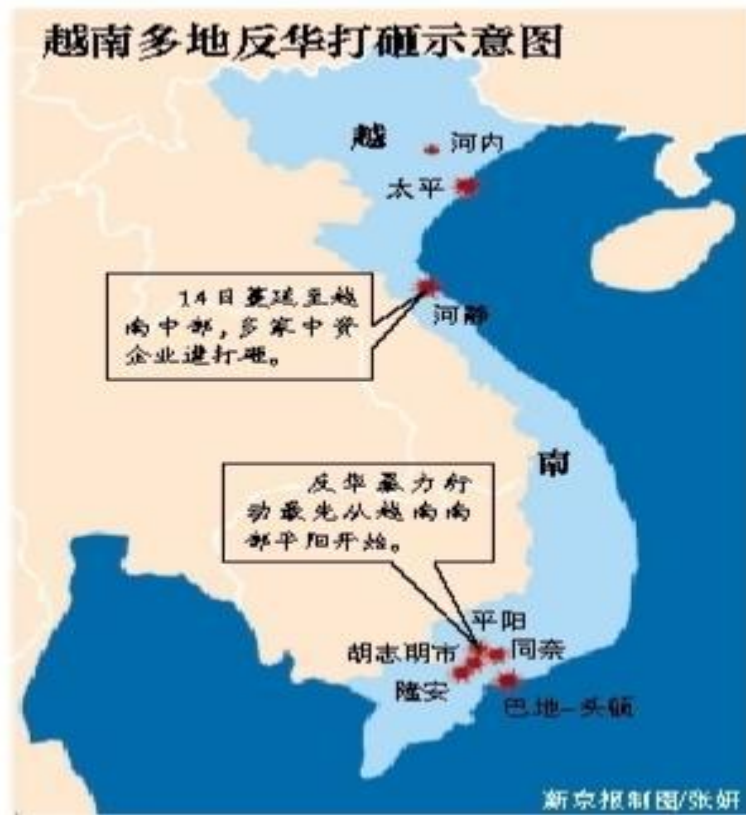 越南多地反华打砸示意图
越
河内
太平
14日蔓延至越
南中部，多家中资
企业遭打砸。
河静
南
反华暴力行
动最先从越南南
部平阳开始。
平阳
胡志明市
同奈
隆安
巴地-头顿
新京报制图/张妍